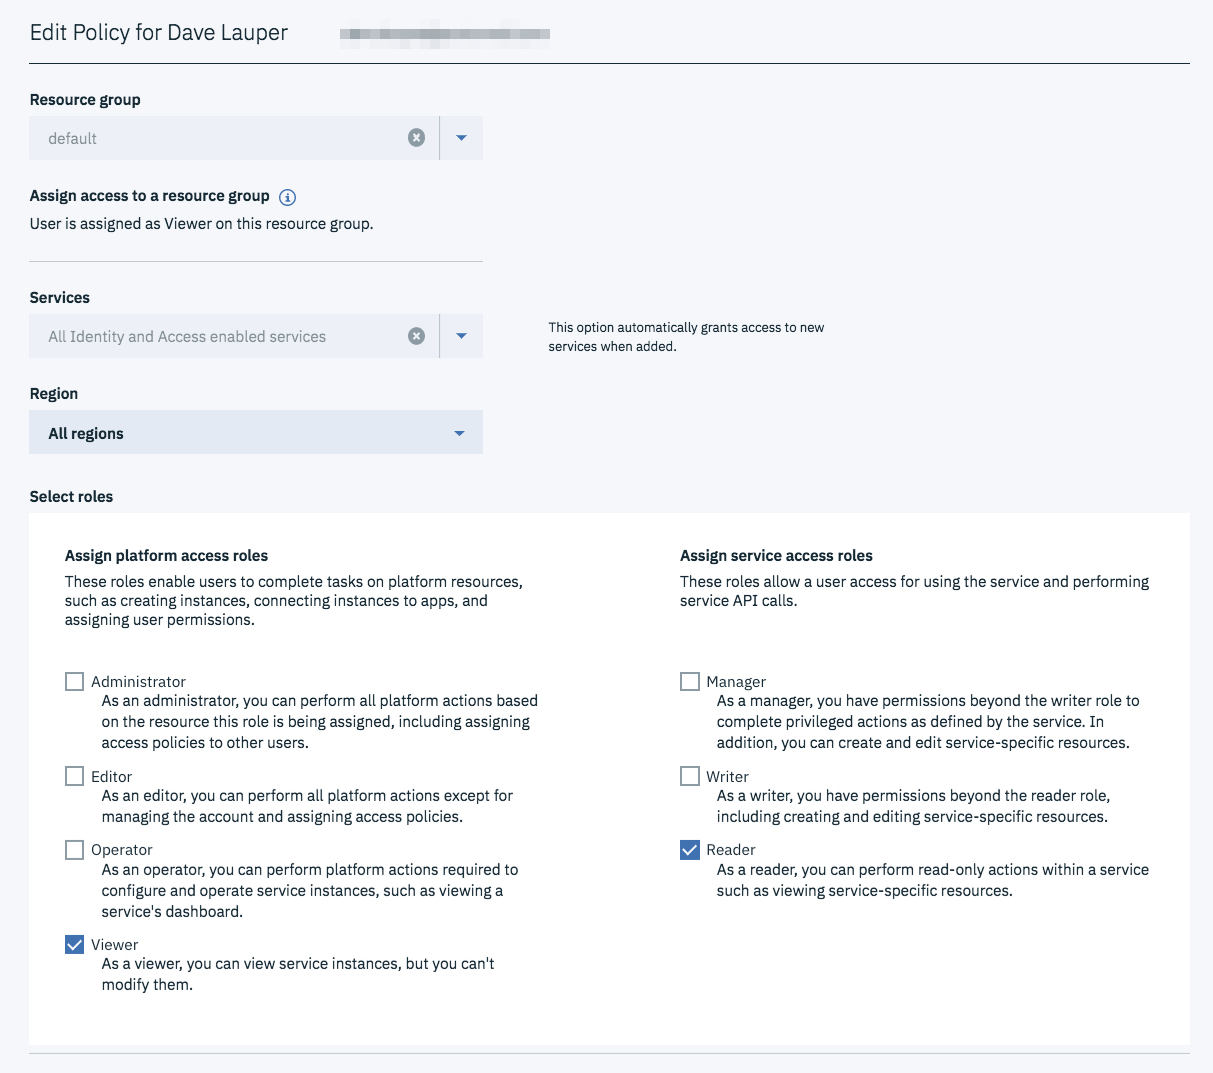 Edit Policy for Dave Lauper
Resource group
default
Assign access to a resource group
User is assigned as Viewer on this resource group.
Services
All Identity and Access enabled services
This option automatically grants access to new
services when added.
Region
All regions
Select roles
Assign platform access roles
These roles enable users to complete tasks on platform resources,
such as creating instances, connecting instances to apps, and
assigning user permissions.
Administrator
As an administrator, you can perform all platform actions based
on the resource this role is being assigned, including assigning
access policies to other users.
Editor
As an editor, you can perform all platform actions except for
managing the account and assigning access policies.
Operator
As an operator, you can perform platform actions required to
configure and operate service instances, such as viewing a
service's dashboard.
Viewer
As a viewer, you can view service instances, but you can't
modify them.
Assign service access roles
These roles allow a user access for using the service and performing
service API calls.
Manager
As a manager, you have permissions beyond the writer role to
complete privileged actions as defined by the service. In
addition, you can create and edit service-specific resources.
Writer
As a writer, you have permissions beyond the reader role,
including creating and editing service-specific resources.
Reader
As a reader, you can perform read-only actions within a service
such as viewing service-specific resources.